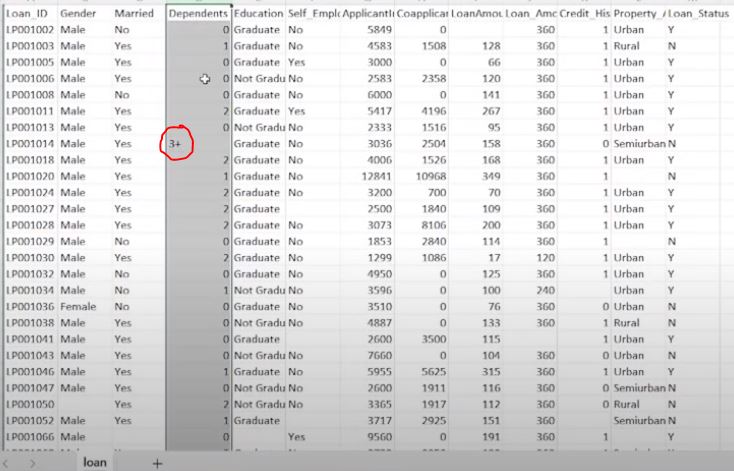 Loan_ID Gender Married Dependents Education Self_Emplo ApplicantI Coapplicar LoanAmou Loan_Amc Credit_His Property_A Loan_Status
LP001002 Male No 0 Graduate No 5849 0 360 1 Urban Y
LP001003 Male Yes 1 Graduate No 4583 1508 128 360 1 Rural N
LP001005 Male Yes 0 Graduate Yes 3000 0 66 360 1 Urban Y
LP001006 Male Yes 0 Not Gradu No 2583 2358 120 360 1 Urban Y
LP001008 Male No 0 Graduate No 6000 0 141 360 1 Urban Y
LP001011 Male Yes 2 Graduate Yes 5417 4196 267 360 1 Urban Y
LP001013 Male Yes 0 Not Gradu No 2333 1516 95 360 1 Urban Y
LP001014 Male Yes 3+ Graduate No 3036 2504 158 360 0 Semiurban N
LP001018 Male Yes 2 Graduate No 4006 1526 168 360 1 Urban Y
LP001020 Male Yes 1 Graduate No 12841 10968 349 360 1 N
LP001024 Male Yes 2 Graduate No 3200 700 70 360 1 Urban Y
LP001027 Male Yes 2 Graduate 2500 1840 109 360 1 Urban Y
LP001028 Male Yes 2 Graduate No 3073 8106 200 360 1 Urban Y
LP001029 Male No 0 Graduate No 1853 2840 114 360 1 N
LP001030 Male Yes 2 Graduate No 1299 1086 17 120 1 Urban Y
LP001032 Male No 0 Graduate No 4950 0 125 360 1 Urban Y
LP001034 Male No 1 Not Gradu No 3596 0 100 240 Urban Y
LP001036 Female No 0 Graduate No 3510 0 76 360 0 Urban N
LP001038 Male Yes 0 Not Gradu No 4887 0 133 360 1 Rural N
LP001041 Male Yes 0 Graduate 2600 3500 115 1 Urban Y
LP001043 Male Yes 0 Not Gradu No 7660 0 104 360 0 Urban N
LP001046 Male Yes 1 Graduate No 5955 5625 315 360 1 Urban Y
LP001047 Male Yes 0 Not Gradu No 2600 1911 116 360 0 Semiurban N
LP001050 Yes 2 Not Gradu No 3365 1917 112 360 0 Rural N
LP001052 Male Yes 1 Graduate 3717 2925 151 360 Semiurban N
LP001066 Male 0 Yes 9560 0 191 360 1 Y
loan